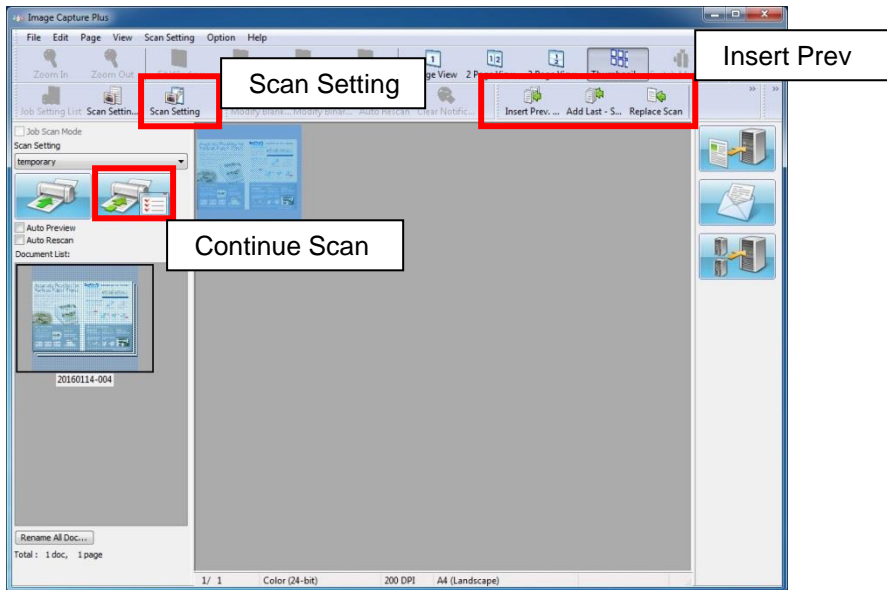 Image Capture Plus
File Edit Page View Scan Setting Option Help
Insert Prev
Zoom In Zoom Out
Scan Setting
ge View
Job Setting List Scan Settin... Scan Setting Modify Blank... Modify Binar... Auto Rescan Clear Notific... Insert Prev. ... Add Last - S... Replace Scan
Job Scan Mode
Scan Setting
temporary
Auto Preview
Auto Rescan
Continue Scan
Document List:
20160114-004
Rename All Doc...
Total : 1 doc, 1 page
1/ 1 Color (24-bit) 200 DPI A4 (Landscape)